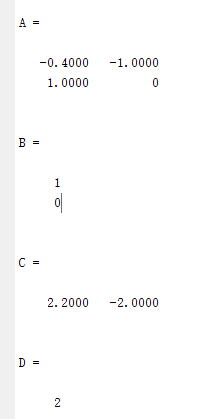 A =
-0.4000 -1.0000
1.0000 0
B =
1
0
C =
2.2000 -2.0000
D =
2